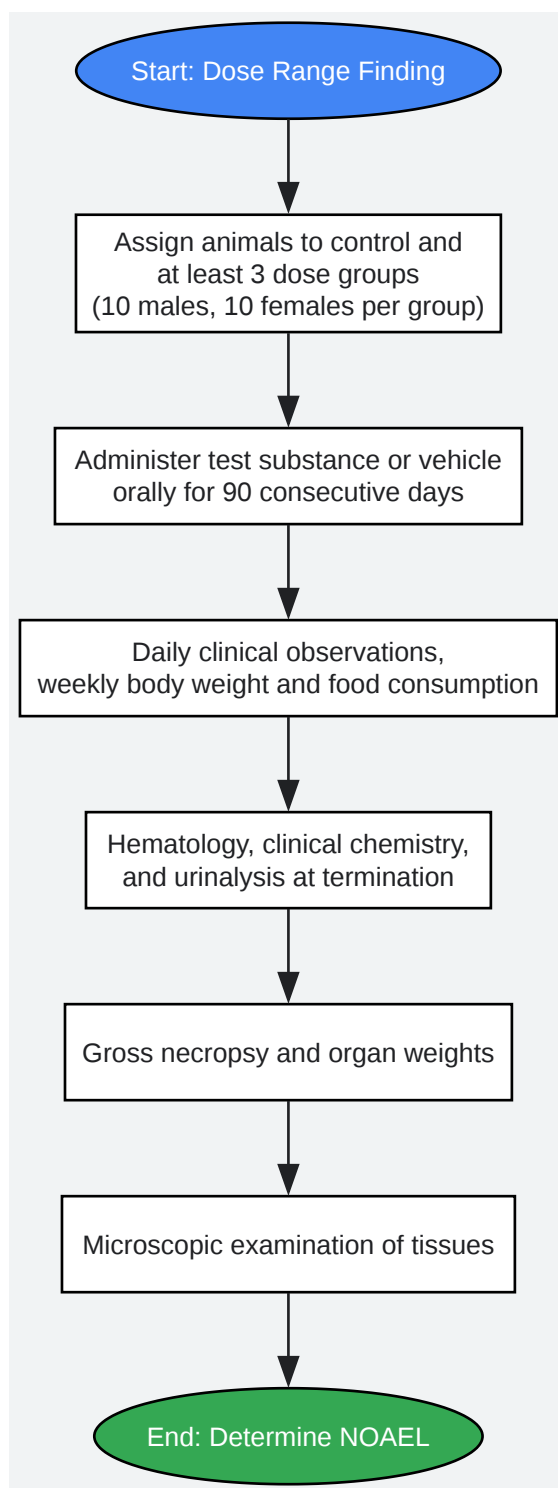 Start: Dose Range Finding
Assign animals to control and
at least 3 dose groups
(10 males, 10 females per group)
Administer test substance or vehicle
orally for 90 consecutive days
Daily clinical observations,
weekly body weight and food consumption
Hematology, clinical chemistry,
and urinalysis at termination
Gross necropsy and organ weights
Microscopic examination of tissues
End: Determine NOAEL